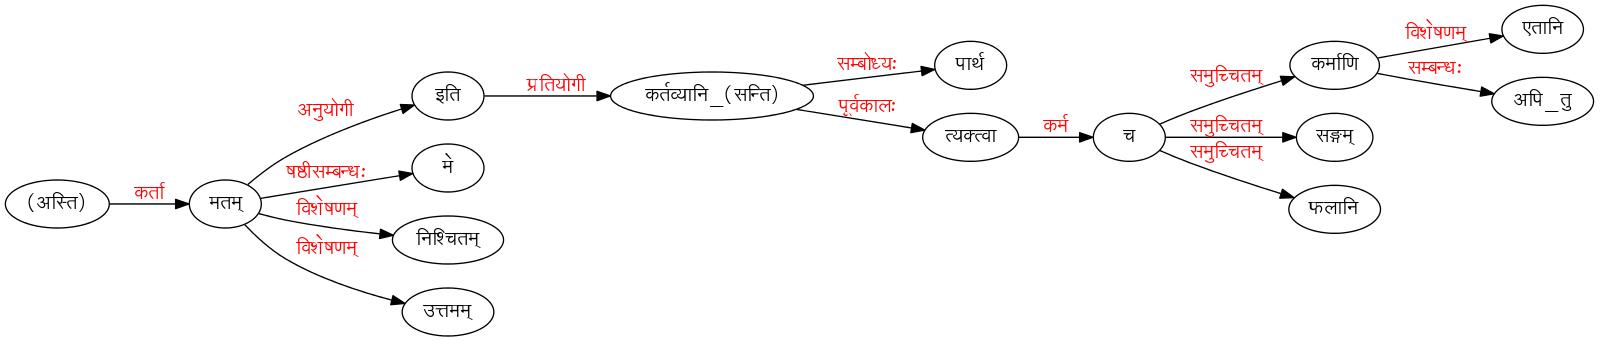 एतानि
विशेषणम्
कर्माणि
सम्बोध्यः पार्थ
समुच्चितम् सम्बन्धः
इति प्रतियोगी कर्तव्यानि_(सन्ति)
अपि_तु
अनुयोगी पूर्वकालः
त्यक्त्वा कर्म च समुच्चितम् सङ्गम्
समुच्चितम्
षष्ठीसम्बन्धः मे
(अस्ति) कर्ता मतम् विशेषणम्
फलानि
निश्चितम्
विशेषणम्
उत्तमम्